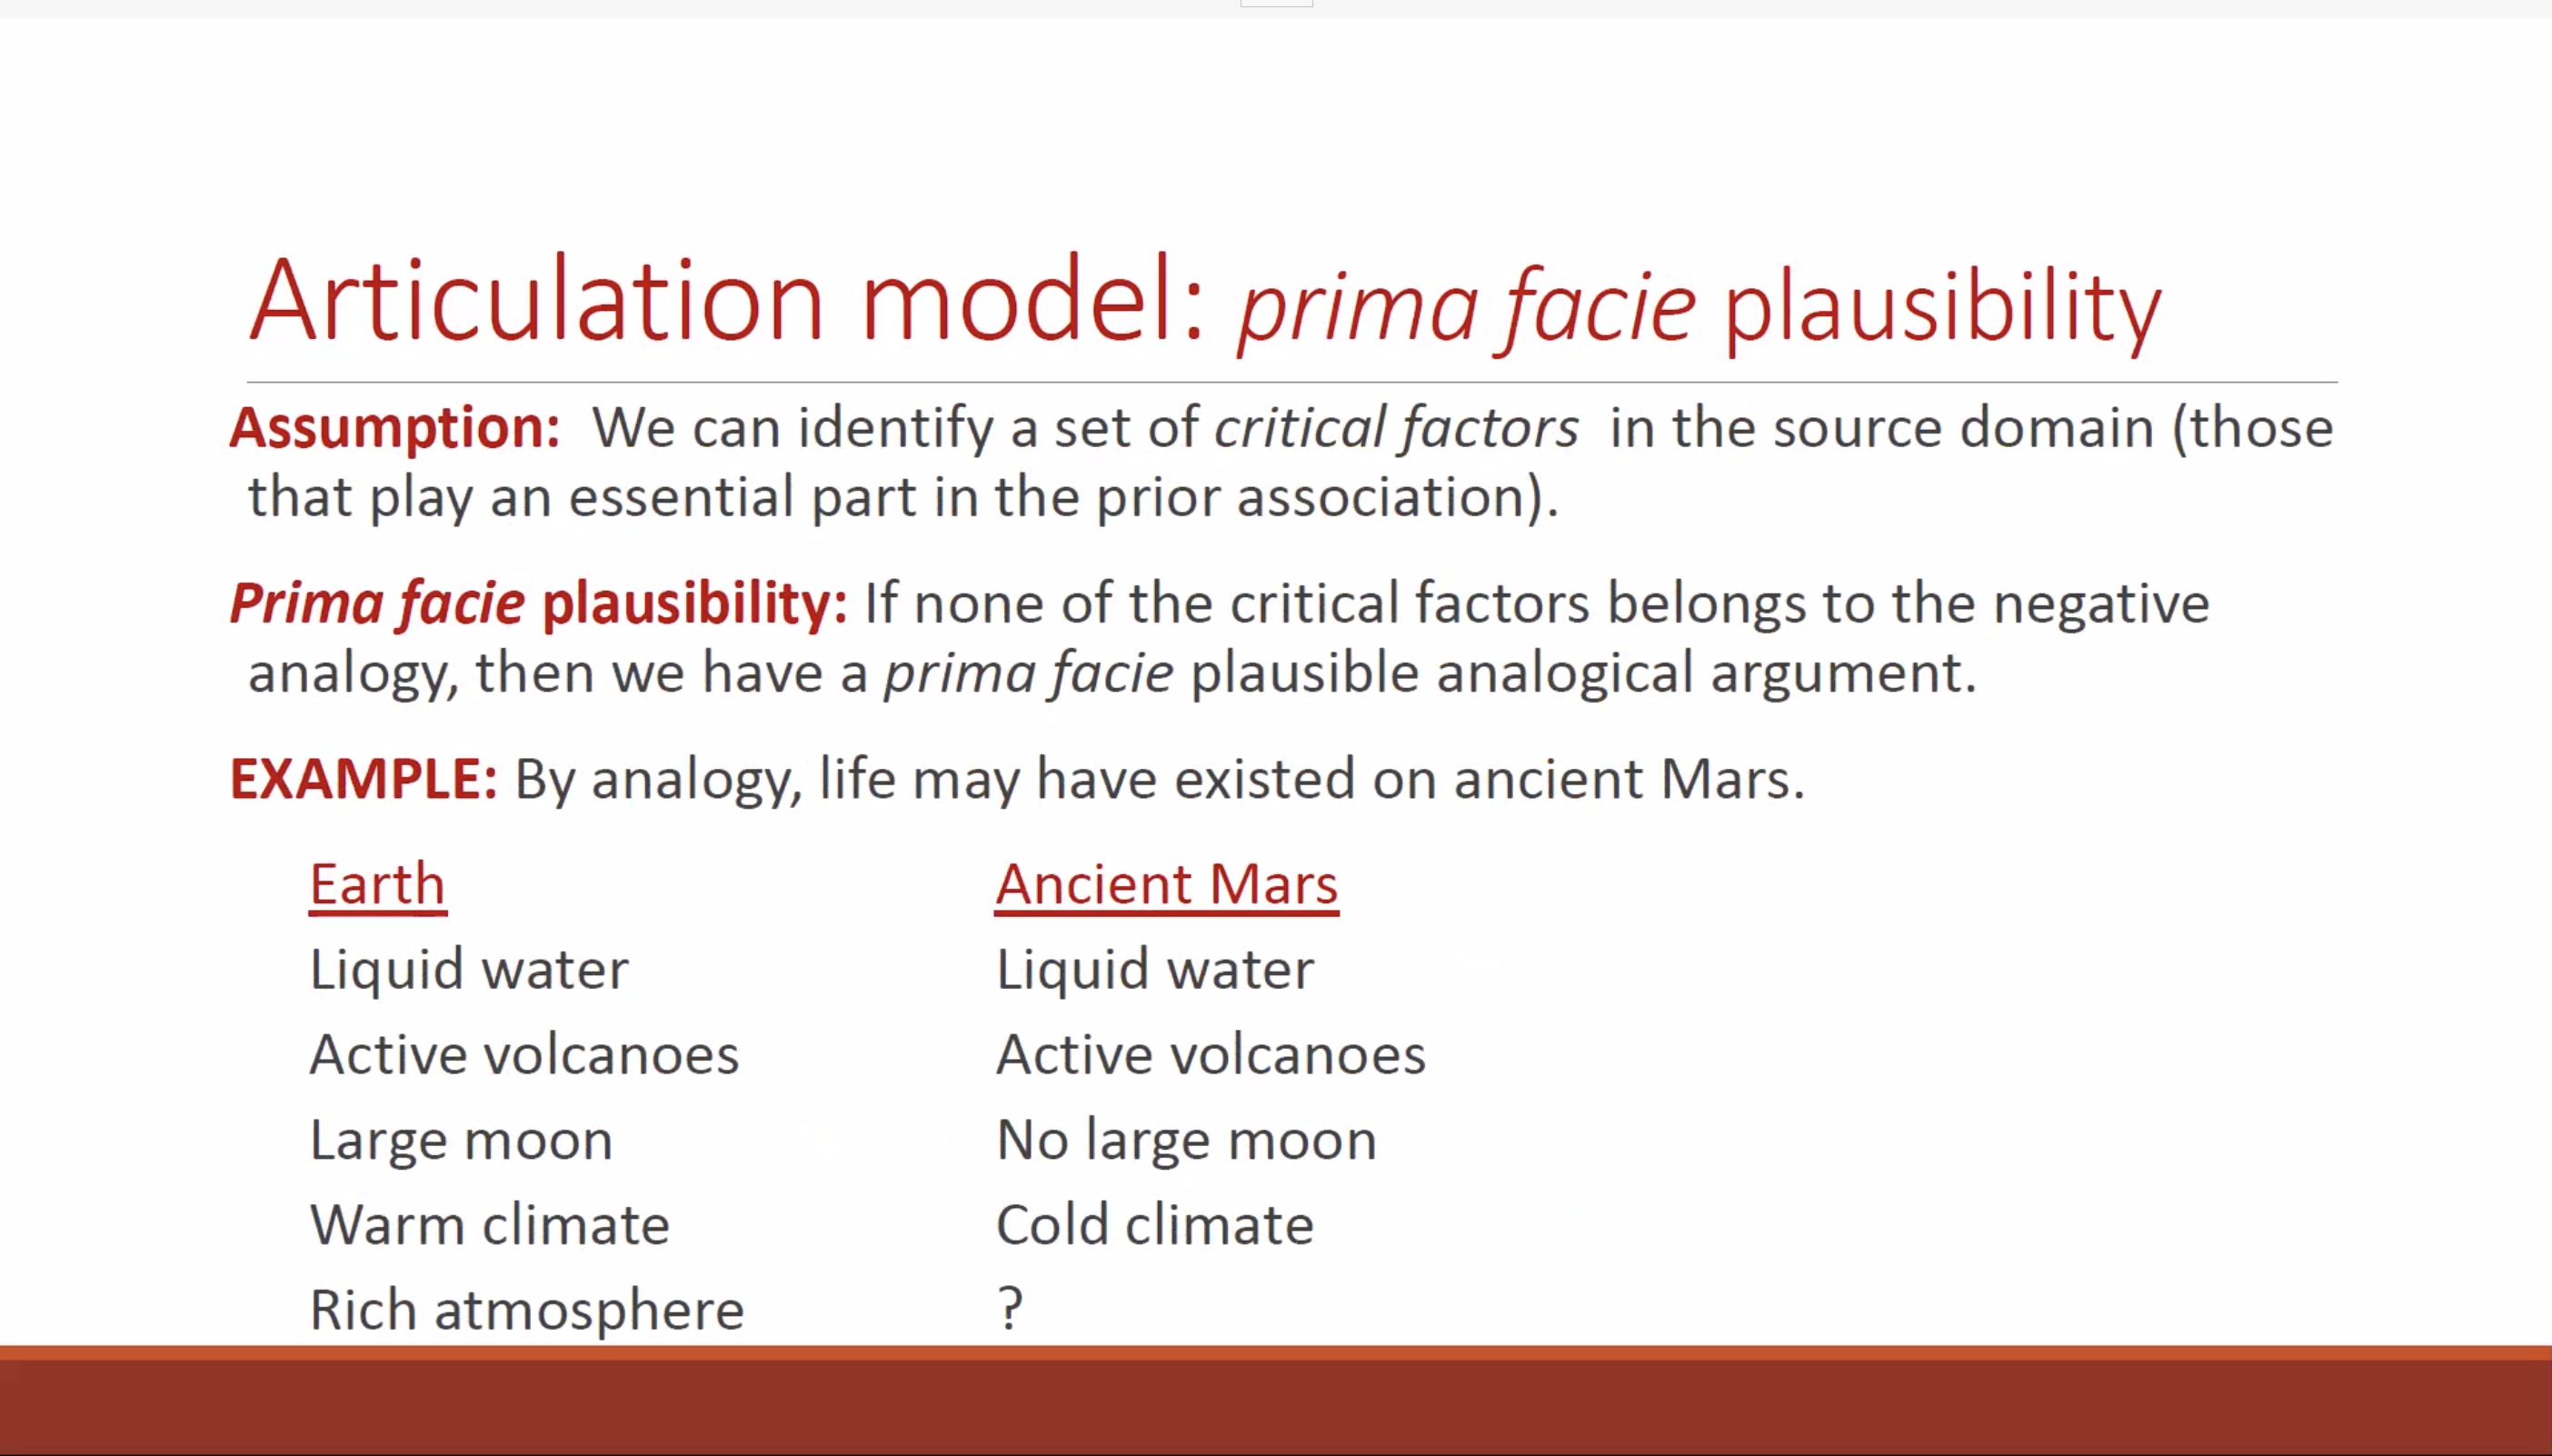 Articulation model: prima facie plausibility
Assumption: We can identify a set of critical factors in the source domain (those
that play an essential part in the prior association).
Prima facie plausibility: If none of the critical factors belongs to the negative
analogy, then we have a prima facie plausible analogical argument.
EXAMPLE: By analogy, life may have existed on ancient Mars.
Earth Ancient Mars
Liquid water Liquid water
Active volcanoes Active volcanoes
Large moon No large moon
Warm climate Cold climate
Rich atmosphere ?